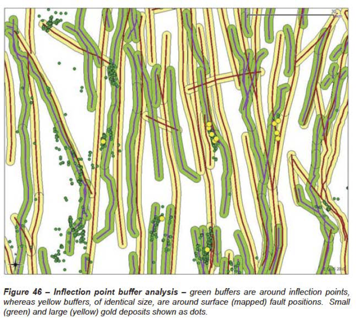 Figure 46 – Inflection point buffer analysis – green buffers are around inflection points,
whereas yellow buffers, of identical size, are around surface (mapped) fault positions.  Small
(green) and large (yellow) gold deposits shown as dots.